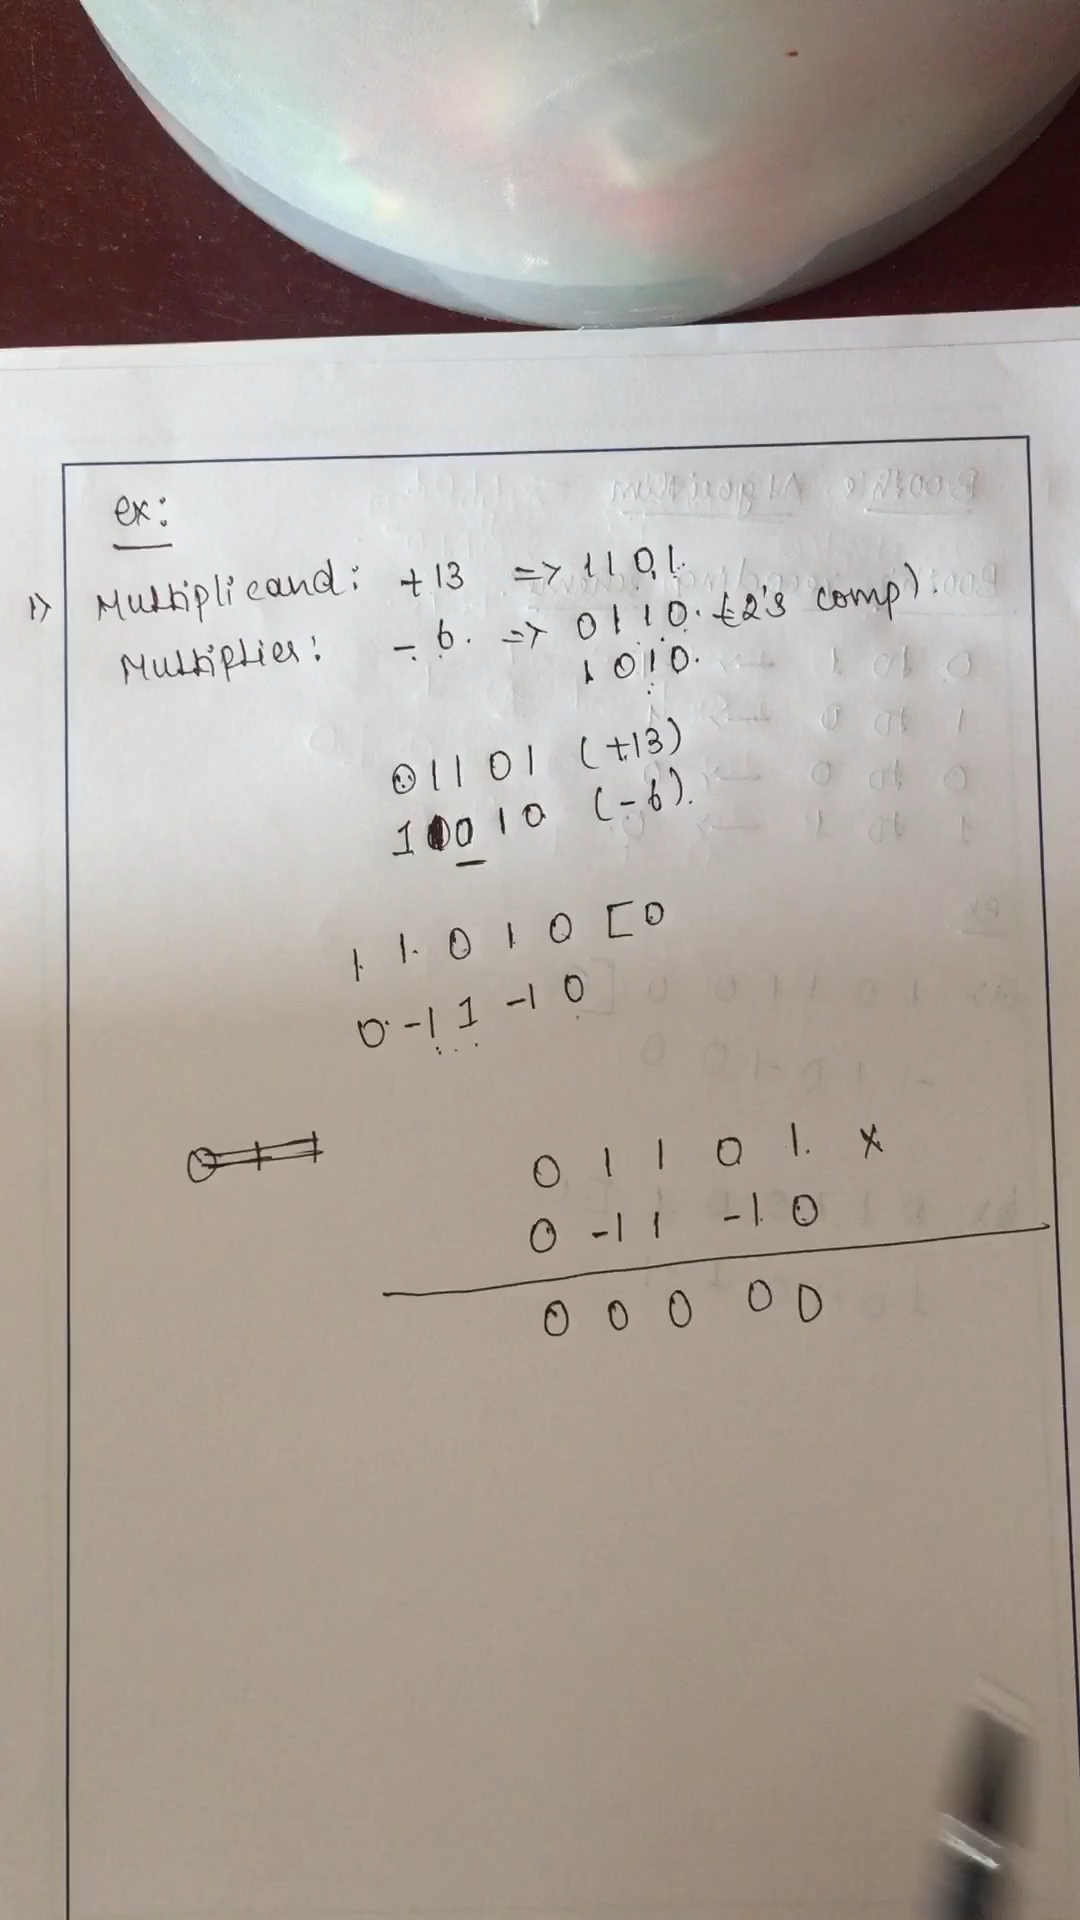 ex:
1) Multiplicand: +13 => 1101.
Multiplier: - 6. => 0110. (2's comp).
1010.
01101 (+13)
10010 (-6).
1 1 0 1 0 [0
0 -1 1 -1 0
0 1 1 0 1 x
0 -1 1 -1 0
0 0 0 0 0